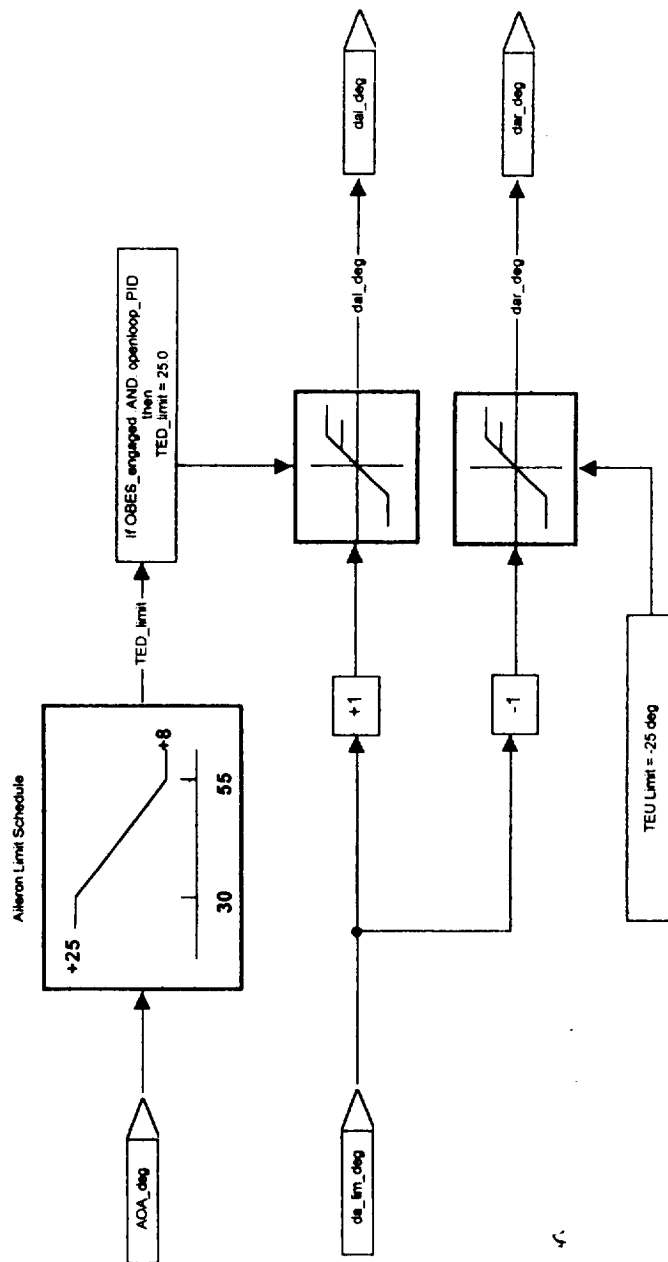 Aileron Limit Schedule
AOA_deg
+25
+8
30
55
TED_limit
If OBES_engaged .AND. openloop_PID
then
TED_limit = 25.0
da_lim_deg
+1
-1
dal_deg
dal_deg
dar_deg
dar_deg
TEU Limit = -25 deg